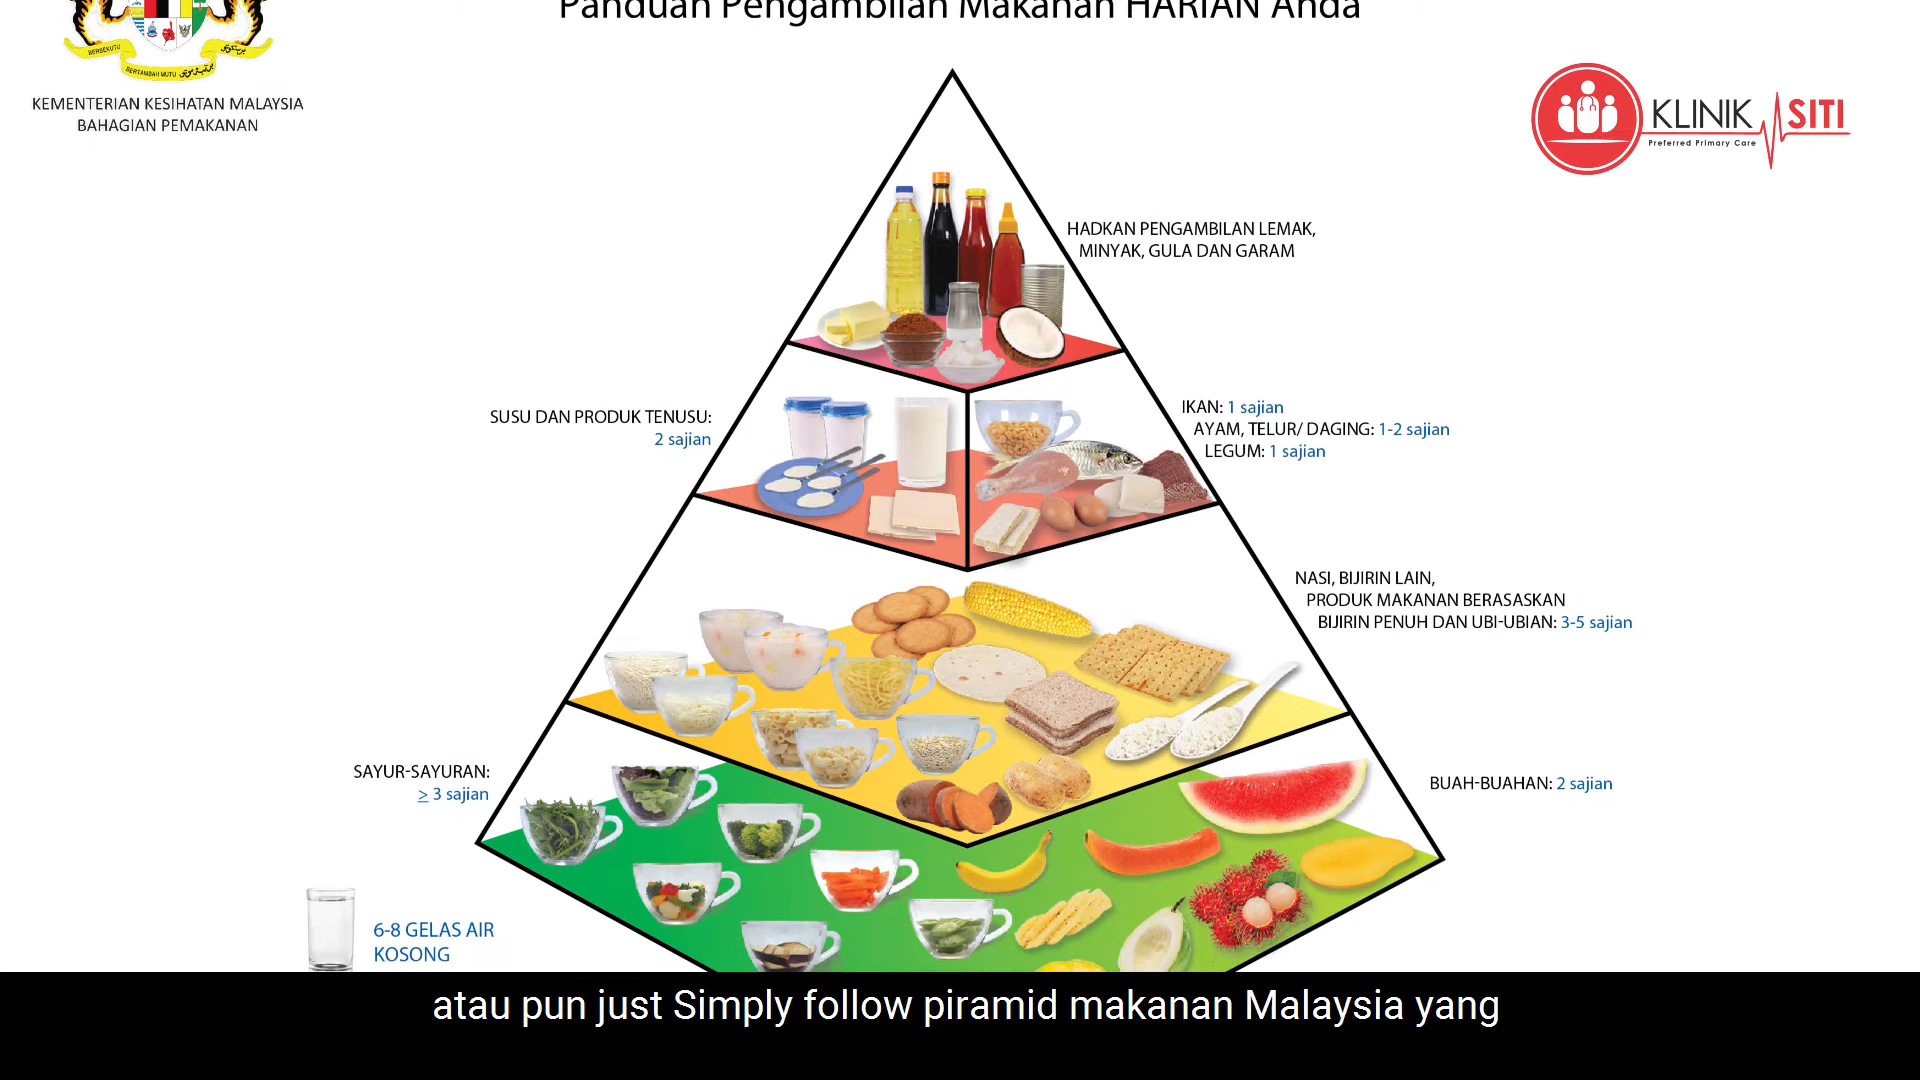 Panduan Pengambilan Makanan HARIAN Anda
BERSEKUTU
BERTAMBAH MUTU
KEMENTERIAN KESIHATAN MALAYSIA
BAHAGIAN PEMAKANAN
KLINIK SITI
Preferred Primary Care
HADKAN PENGAMBILAN LEMAK,
MINYAK, GULA DAN GARAM
SUSU DAN PRODUK TENUSU:
2 sajian
IKAN: 1 sajian
AYAM, TELUR/ DAGING: 1-2 sajian
LEGUM: 1 sajian
NASI, BIJIRIN LAIN,
PRODUK MAKANAN BERASASKAN
BIJIRIN PENUH DAN UBI-UBIAN: 3-5 sajian
SAYUR-SAYURAN:
≥ 3 sajian
BUAH-BUAHAN: 2 sajian
6-8 GELAS AIR
KOSONG
atau pun just Simply follow piramid makanan Malaysia yang